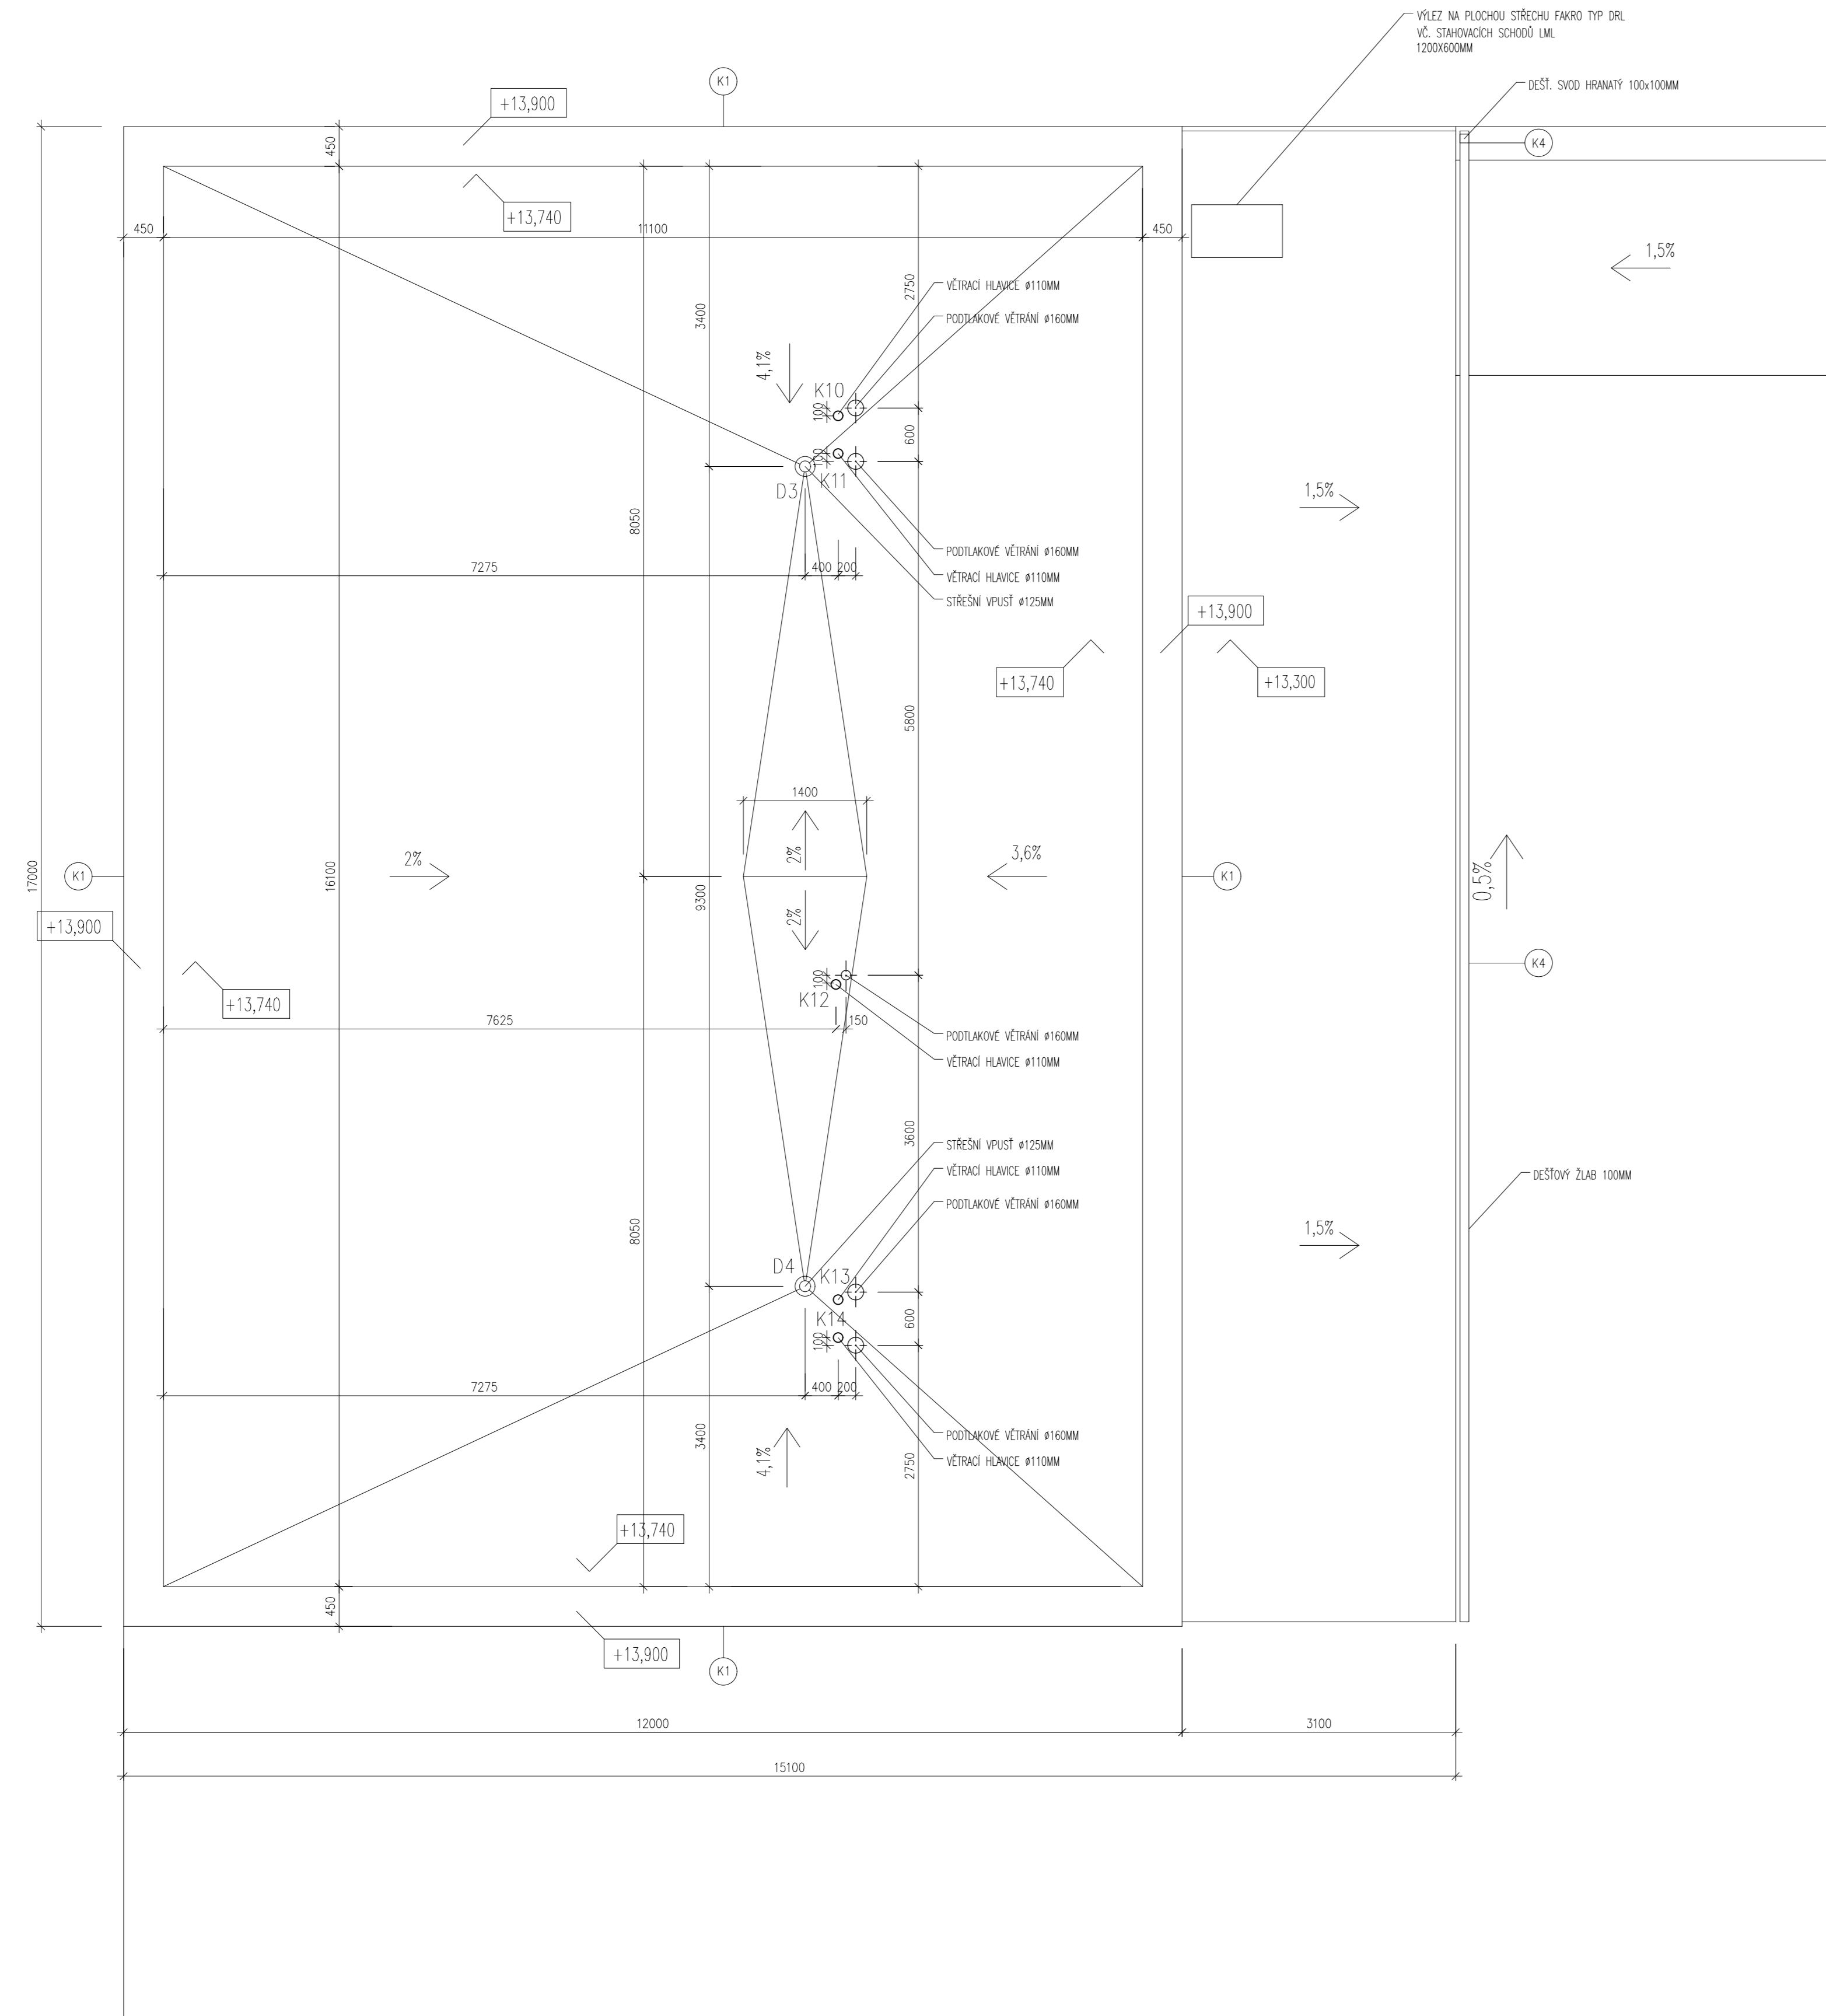 VÝLEZ NA PLOCHOU STŘECHU FAKRO TYP DRL
VČ. STAHOVACÍCH SCHODŮ LML
1200X600MM
K1
DEŠŤ. SVOD HRANATÝ 100x100MM
+13,900
K4
450
+13,740
450
11100
450
1,5%
2750
VĚTRACÍ HLAVICE ø110MM
3400
PODTLAKOVÉ VĚTRÁNÍ ø160MM
4,1%
K10
100
600
100
K11
D3
1,5%
8050
PODTLAKOVÉ VĚTRÁNÍ ø160MM
7275
400
200
VĚTRACÍ HLAVICE ø110MM
STŘEŠNÍ VPUSŤ ø125MM
+13,900
+13,740
+13,300
5800
1400
2%
2%
3,6%
K1
17000
16100
K1
9300
0,5%
2%
+13,900
K4
100
+13,740
K12
7625
150
PODTLAKOVÉ VĚTRÁNÍ ø160MM
VĚTRACÍ HLAVICE ø110MM
3600
STŘEŠNÍ VPUSŤ ø125MM
VĚTRACÍ HLAVICE ø110MM
DEŠŤOVÝ ŽLAB 100MM
PODTLAKOVÉ VĚTRÁNÍ ø160MM
8050
1,5%
D4
K13
K14
600
100
7275
400
200
3400
PODTLAKOVÉ VĚTRÁNÍ ø160MM
4,1%
2750
VĚTRACÍ HLAVICE ø110MM
+13,740
450
+13,900
K1
12000
3100
15100